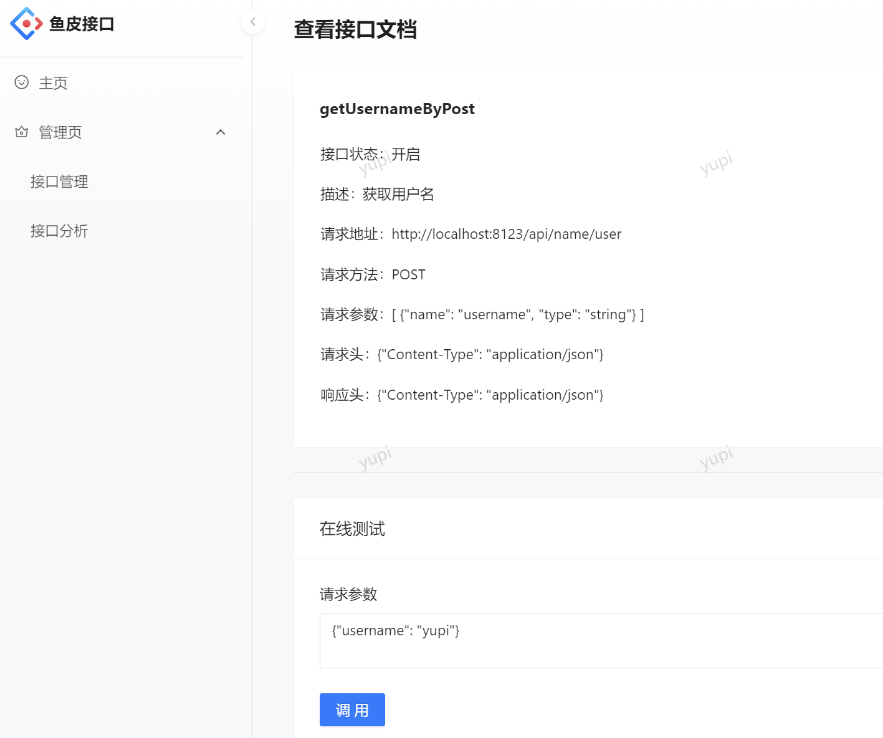 鱼皮接口
主页
管理页
接口管理
接口分析
查看接口文档
getUsernameByPost
接口状态：开启
描述：获取用户名
请求地址：http://localhost:8123/api/name/user
请求方法：POST
请求参数：[ {"name": "username", "type": "string"} ]
请求头：{"Content-Type": "application/json"}
响应头：{"Content-Type": "application/json"}
yupi
yupi
yupi
yupi
在线测试
请求参数
{"username": "yupi"}
调 用